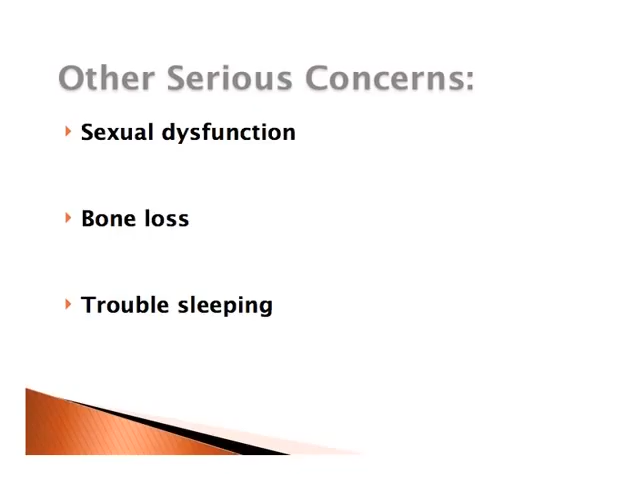 Other Serious Concerns:
Sexual dysfunction
Bone loss
Trouble sleeping